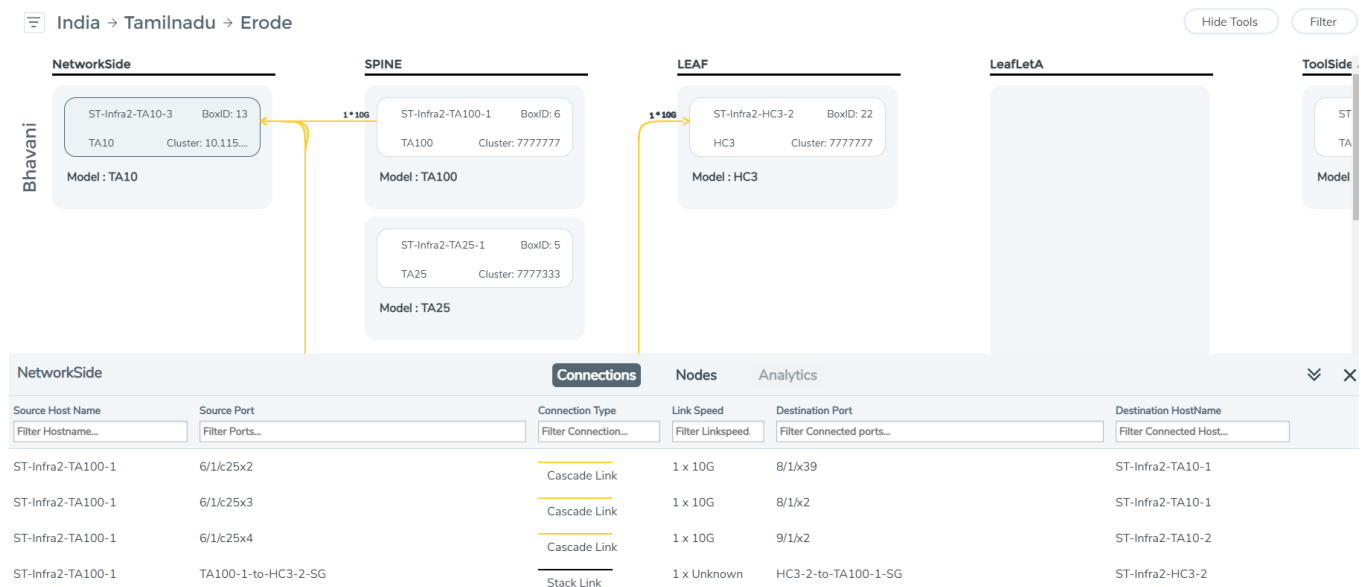 India → Tamilnadu → Erode
Hide Tools
Filter
NetworkSide
SPINE
LEAF
LeafLetA
ToolSide
Bhavani
ST-Infra2-TA10-3 BoxID: 13
TA10 Cluster: 10.115....
Model : TA10
1 * 10G
ST-Infra2-TA100-1 BoxID: 6
TA100 Cluster: 7777777
Model : TA100
ST-Infra2-TA25-1 BoxID: 5
TA25 Cluster: 7777333
Model : TA25
1 * 10G
ST-Infra2-HC3-2 BoxID: 22
HC3 Cluster: 7777777
Model : HC3
ST
TA
Model
NetworkSide
Connections
Nodes
Analytics
Source Host Name Source Port Connection Type Link Speed Destination Port Destination HostName
Filter Hostname... Filter Ports... Filter Connection... Filter Linkspeed. Filter Connected ports... Filter Connected Host...
ST-Infra2-TA100-1 6/1/c25x2 Cascade Link 1 x 10G 8/1/x39 ST-Infra2-TA10-1
ST-Infra2-TA100-1 6/1/c25x3 Cascade Link 1 x 10G 8/1/x2 ST-Infra2-TA10-1
ST-Infra2-TA100-1 6/1/c25x4 Cascade Link 1 x 10G 9/1/x2 ST-Infra2-TA10-2
ST-Infra2-TA100-1 TA100-1-to-HC3-2-SG Stack Link 1 x Unknown HC3-2-to-TA100-1-SG ST-Infra2-HC3-2